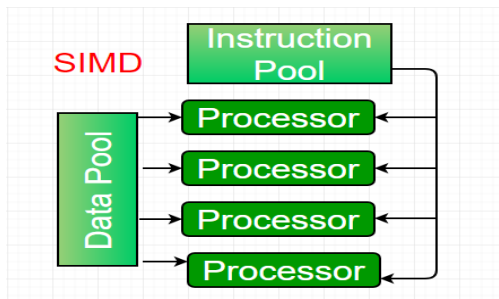 SIMD
Instruction
Pool
Data Pool
Processor
Processor
Processor
Processor